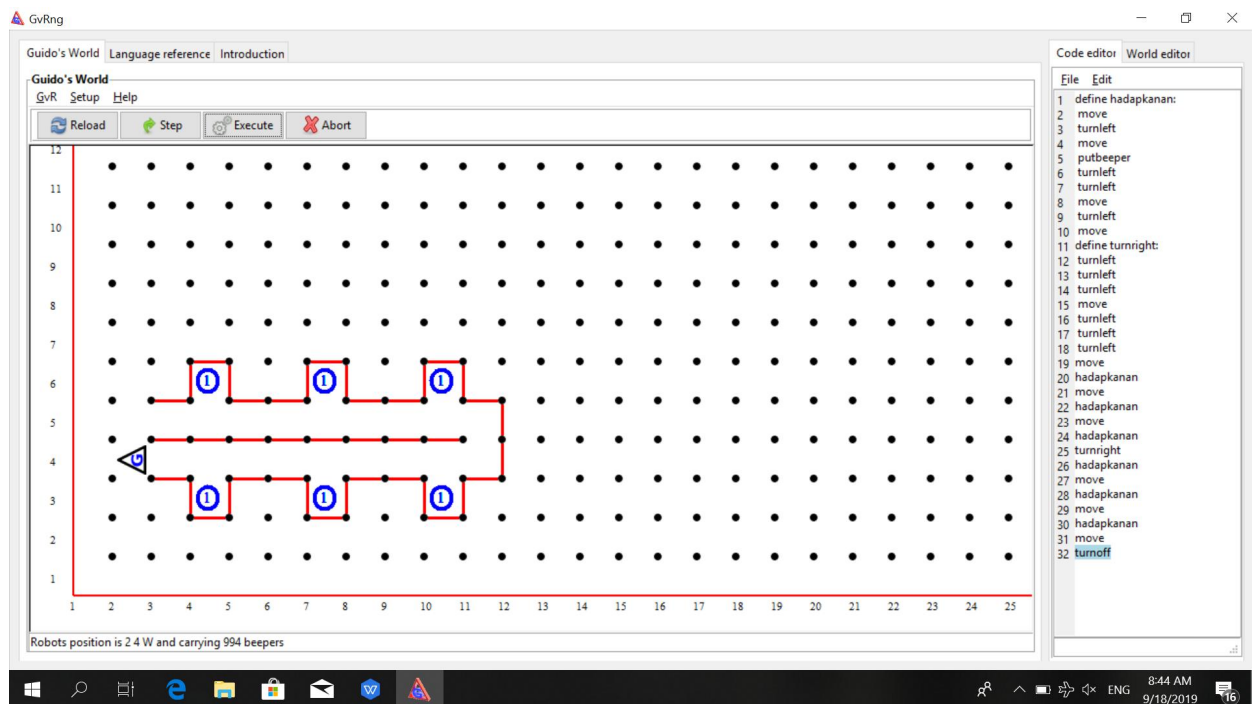 GvRng
Guido's World Language reference Introduction
Guido's World
GvR Setup Help
Reload Step Execute Abort
12
11
10
9
8
7
6
5
4
3
2
1
1 1 1
G
1 1 1
1 2 3 4 5 6 7 8 9 10 11 12 13 14 15 16 17 18 19 20 21 22 23 24 25
Robots position is 2 4 W and carrying 994 beepers
Code editor World editor
File Edit
1 define hadapkanan:
2 move
3 turnleft
4 move
5 putbeeper
6 turnleft
7 turnleft
8 move
9 turnleft
10 move
11 define turnright:
12 turnleft
13 turnleft
14 turnleft
15 move
16 turnleft
17 turnleft
18 turnleft
19 move
20 hadapkanan
21 move
22 hadapkanan
23 move
24 hadapkanan
25 turnright
26 hadapkanan
27 move
28 hadapkanan
29 move
30 hadapkanan
31 move
32 turnoff
ENG
8:44 AM
9/18/2019
16